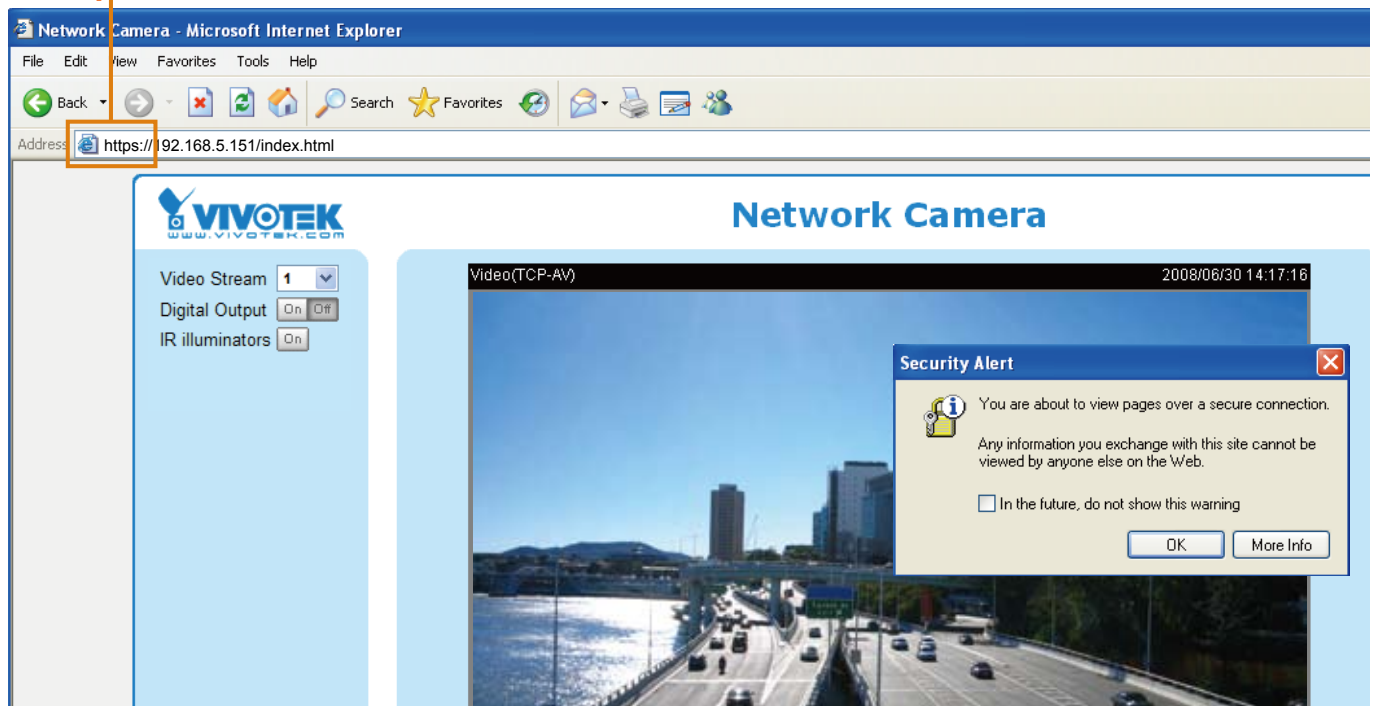 Network Camera - Microsoft Internet Explorer
File Edit View Favorites Tools Help
Back Search Favorites
Address https://192.168.5.151/index.html
VIVOTEK
www.vivotek.com
Network Camera
Video Stream 1
Digital Output On Off
IR illuminators On
Video(TCP-AV) 2008/06/30 14:17:16
Security Alert
You are about to view pages over a secure connection.
Any information you exchange with this site cannot be
viewed by anyone else on the Web.
In the future, do not show this warning
OK More Info